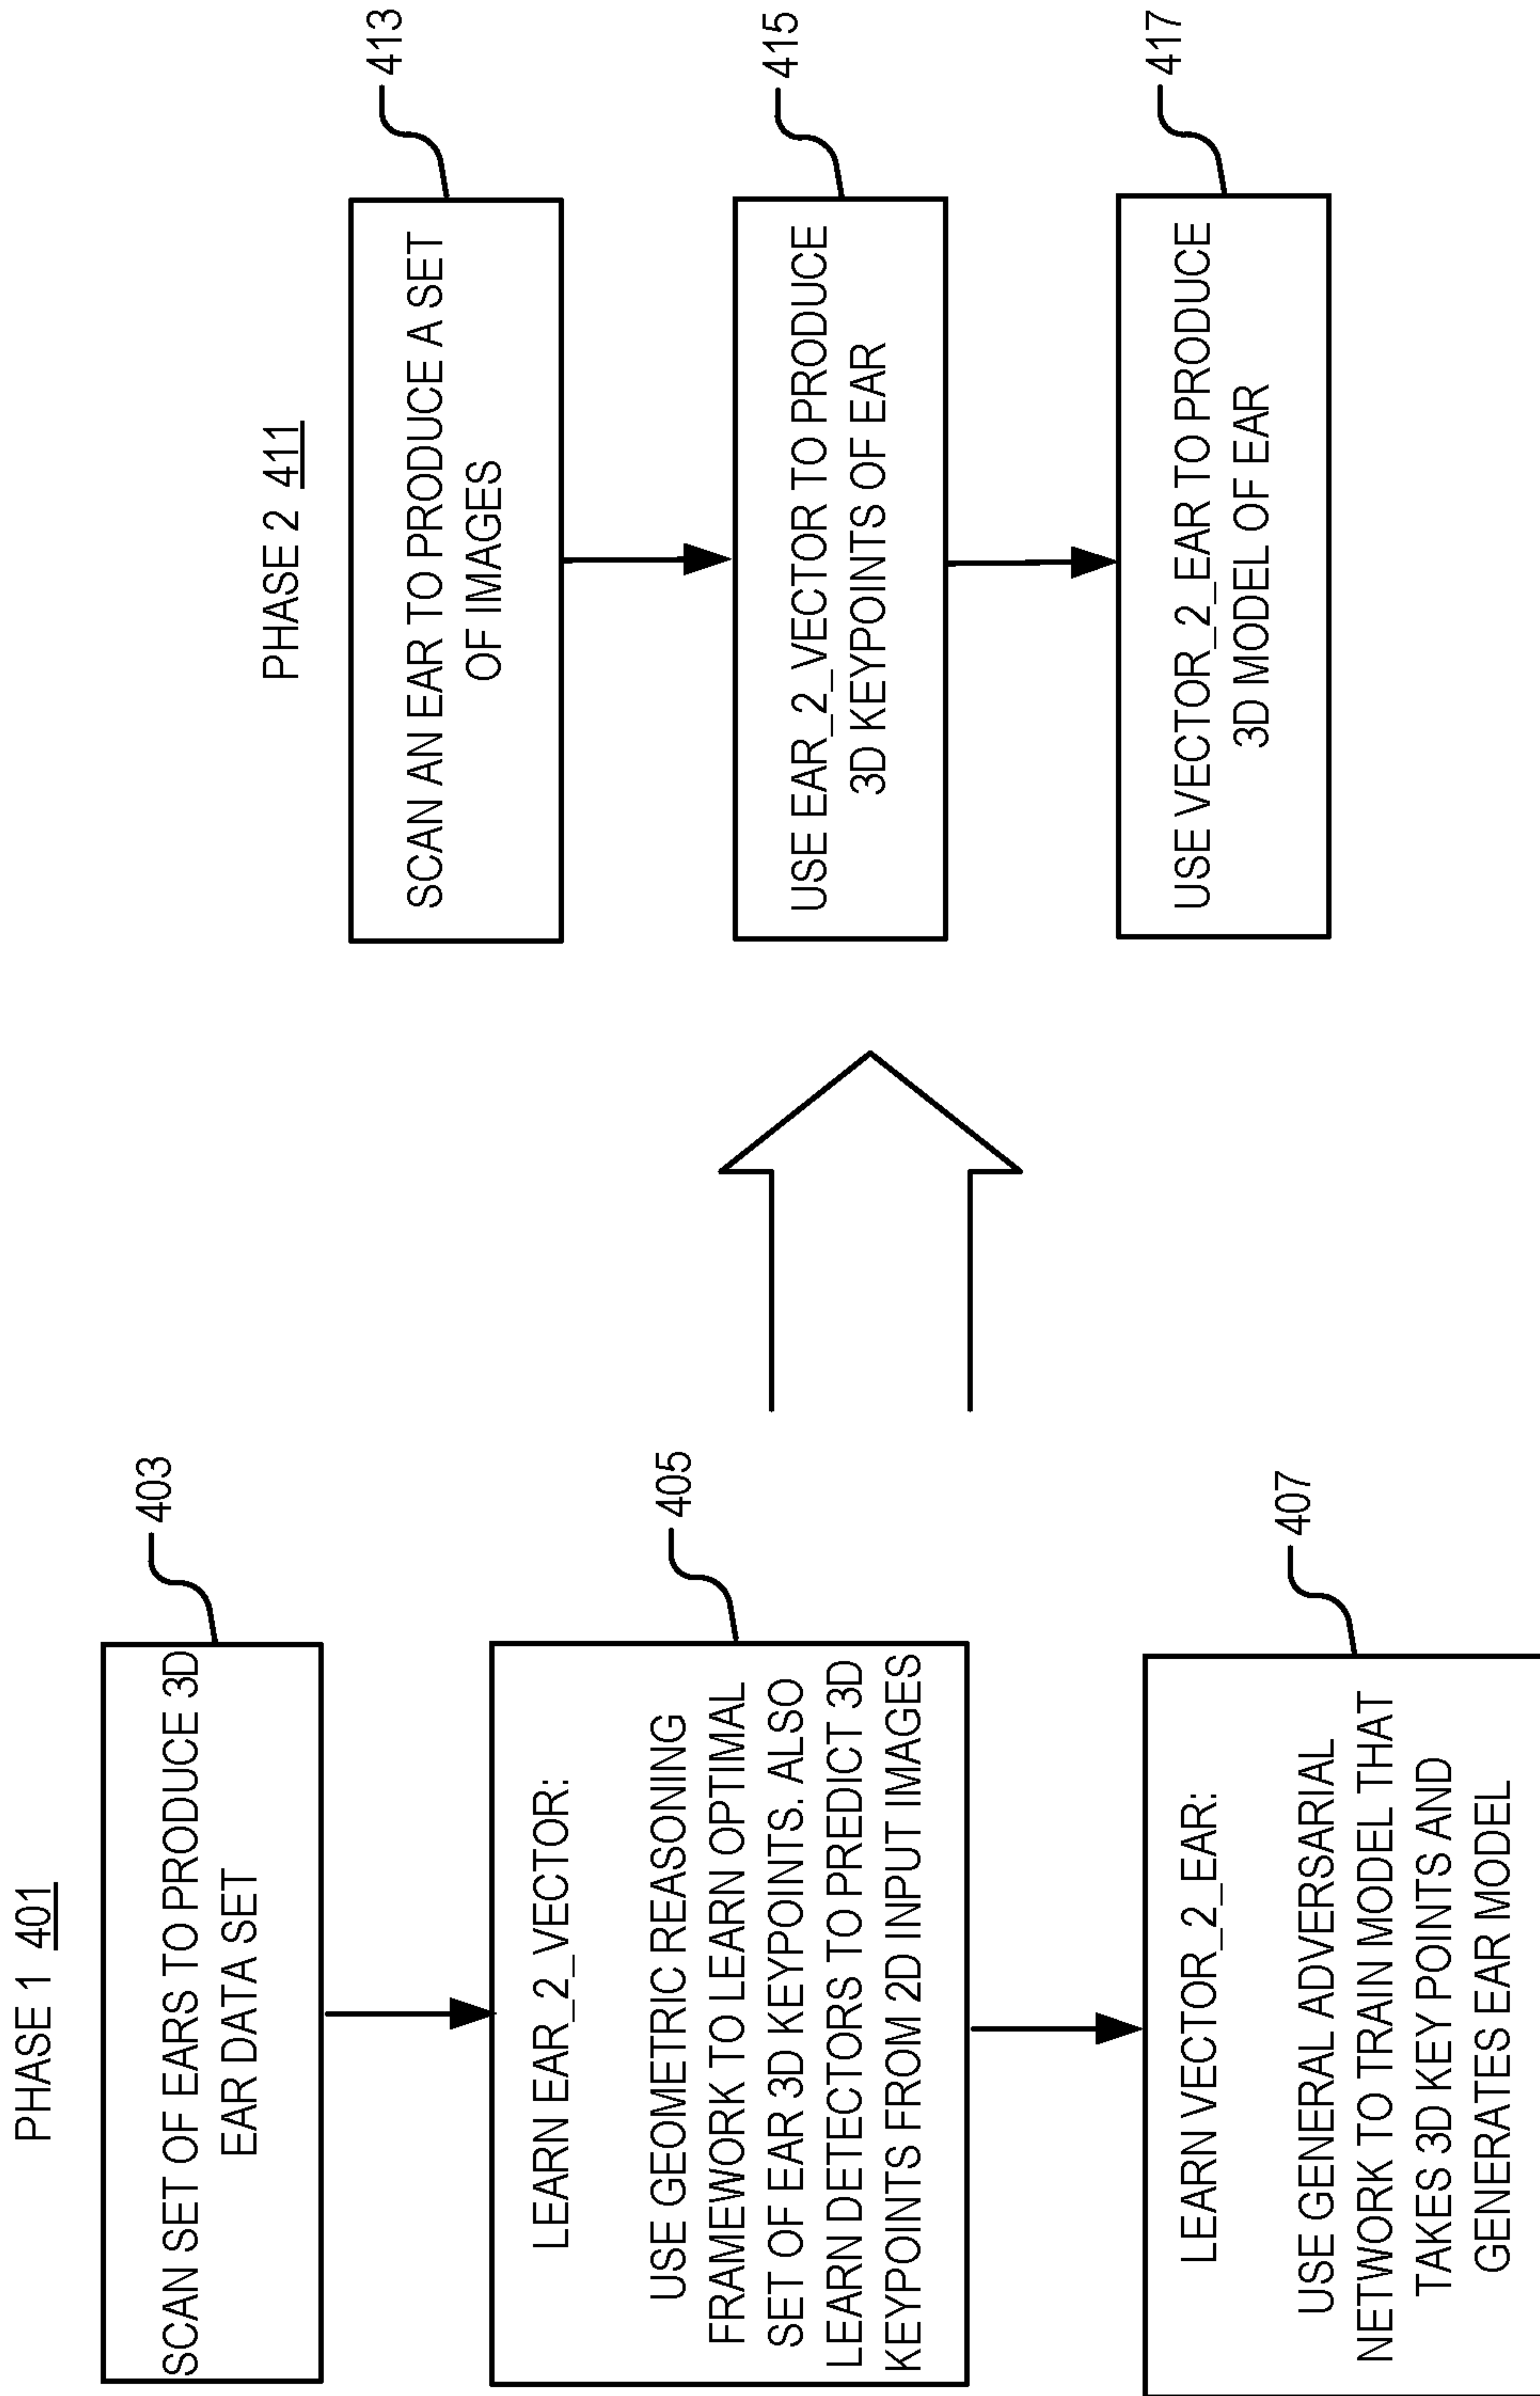 PHASE 1 401
403
SCAN SET OF EARS TO PRODUCE 3D
EAR DATA SET
405
LEARN EAR_2_VECTOR:
USE GEOMETRIC REASONING
FRAMEWORK TO LEARN OPTIMAL
SET OF EAR 3D KEYPOINTS. ALSO
LEARN DETECTORS TO PREDICT 3D
KEYPOINTS FROM 2D INPUT IMAGES
407
LEARN VECTOR_2_EAR:
USE GENERAL ADVERSARIAL
NETWORK TO TRAIN MODEL THAT
TAKES 3D KEY POINTS AND
GENERATES EAR MODEL
PHASE 2 411
413
SCAN AN EAR TO PRODUCE A SET
OF IMAGES
415
USE EAR_2_VECTOR TO PRODUCE
3D KEYPOINTS OF EAR
417
USE VECTOR_2_EAR TO PRODUCE
3D MODEL OF EAR